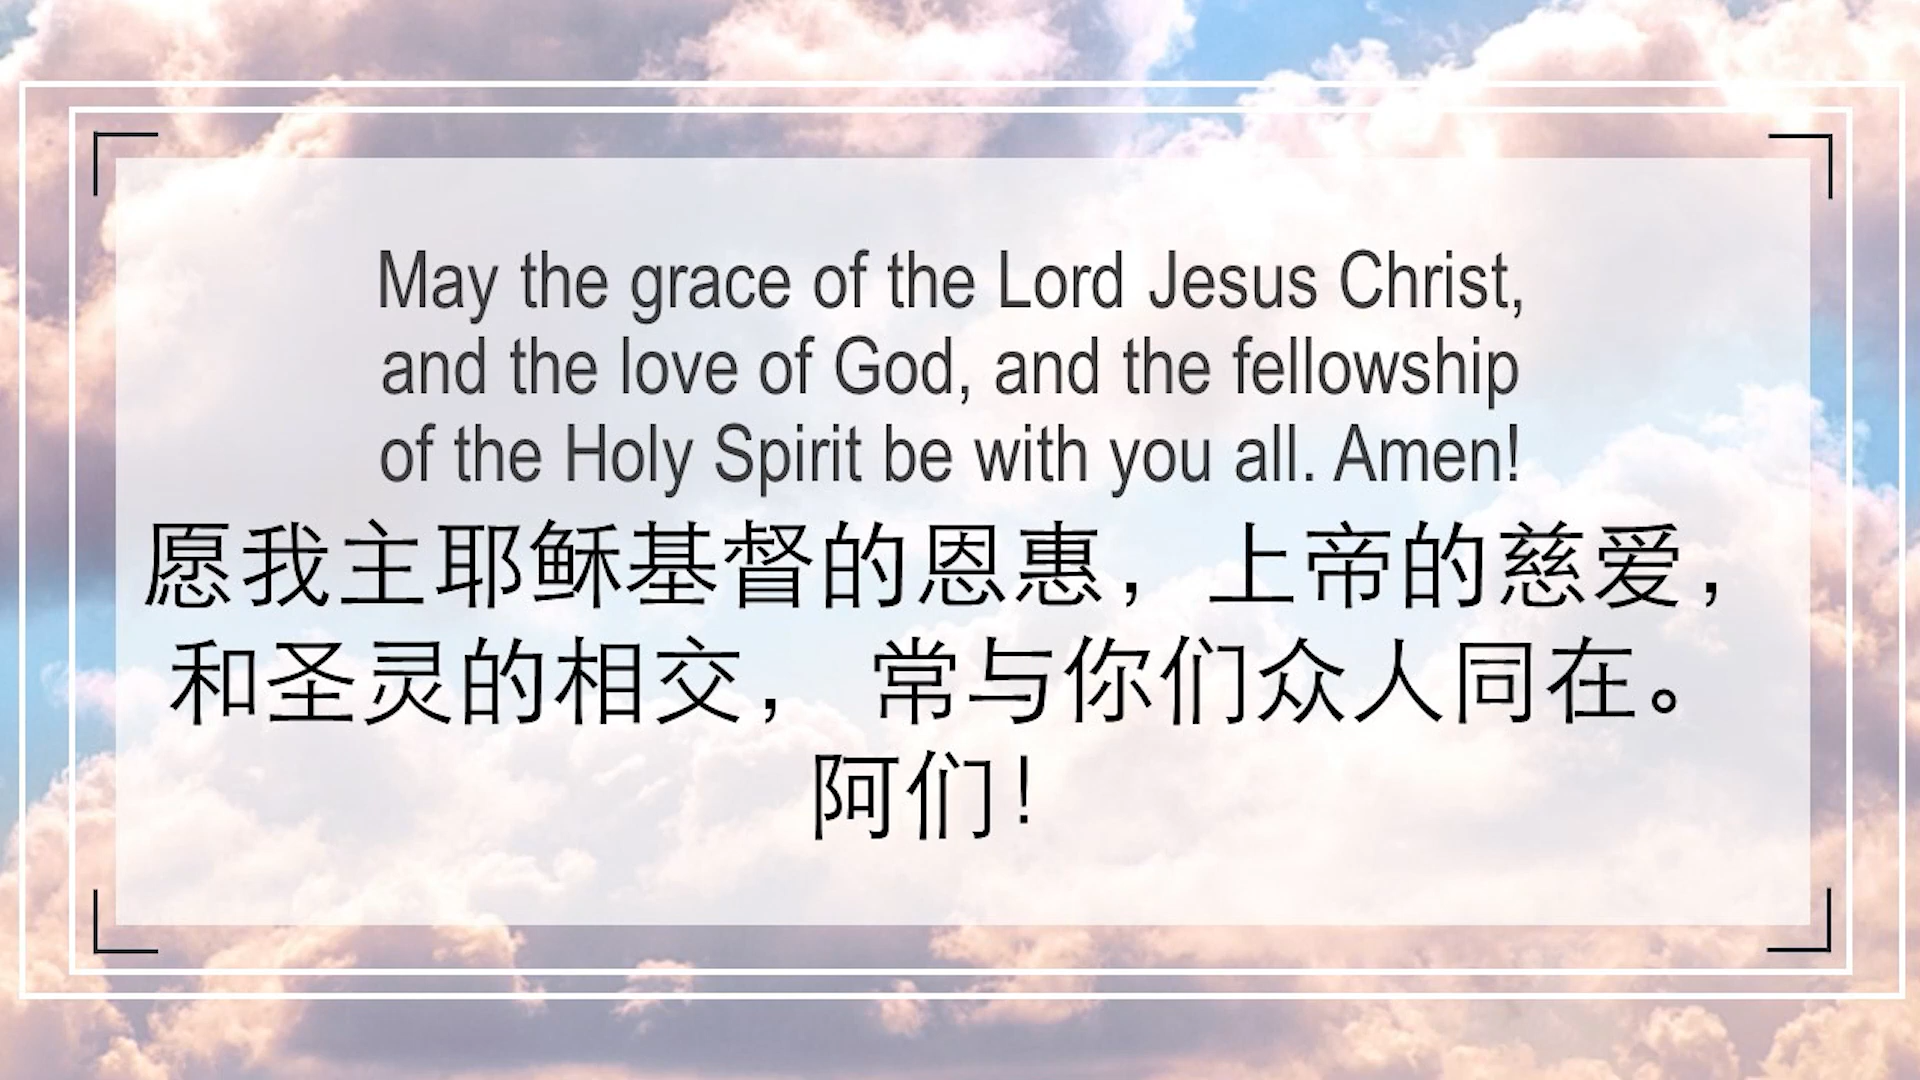 May the grace of the Lord Jesus Christ,
and the love of God, and the fellowship
of the Holy Spirit be with you all. Amen!
愿我主耶稣基督的恩惠，上帝的慈爱，
和圣灵的相交， 常与你们众人同在。
阿们！